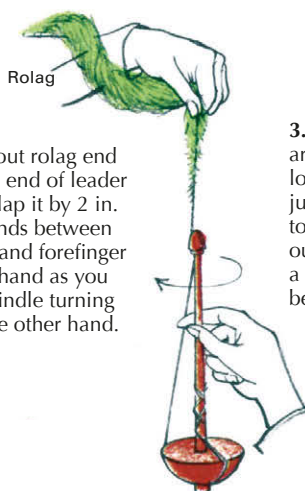 Rolag
out rolag end
end of leader
lap it by 2 in.
nds between
and forefinger
hand as you
indle turning
e other hand.
3.
ar
lo
ju
to
ou
a
be